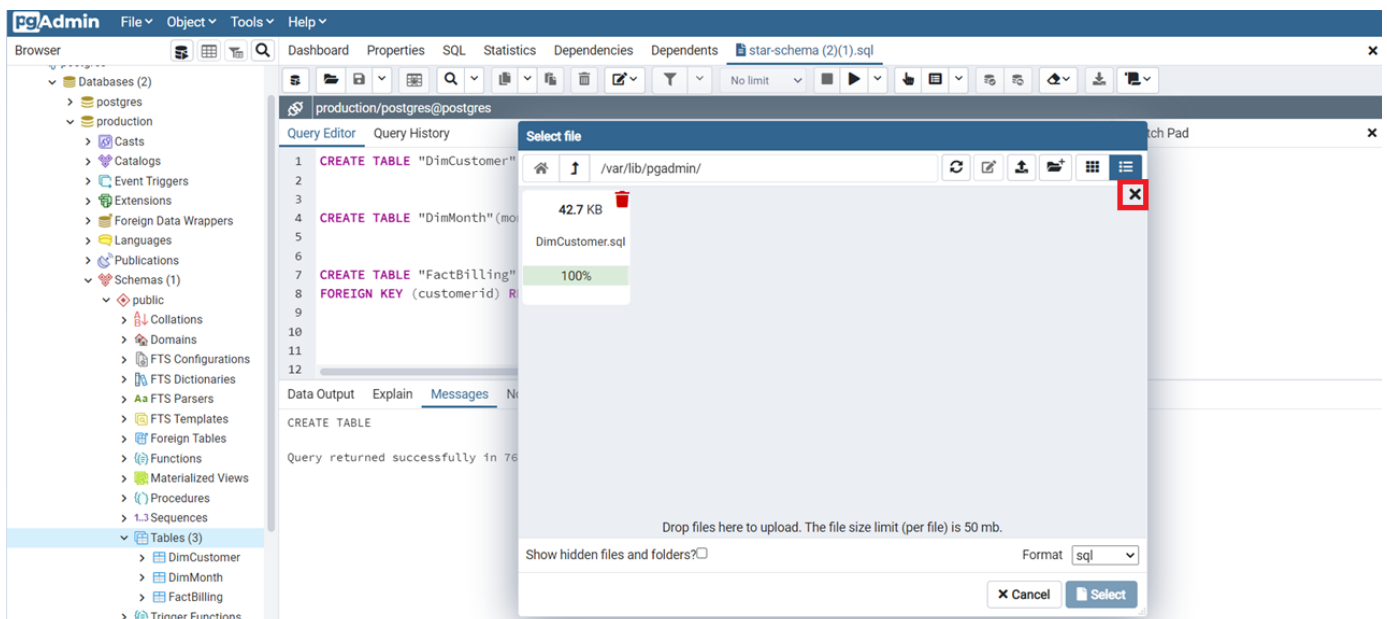 pgAdmin File Object Tools Help
Browser Dashboard Properties SQL Statistics Dependencies Dependents star-schema (2)(1).sql
Databases (2)
postgres
production
Casts
Catalogs
Event Triggers
Extensions
Foreign Data Wrappers
Languages
Publications
Schemas (1)
public
Collations
Domains
FTS Configurations
FTS Dictionaries
Aa FTS Parsers
FTS Templates
Foreign Tables
Functions
Materialized Views
Procedures
1..3 Sequences
Tables (3)
DimCustomer
DimMonth
FactBilling
Trigger Functions
No limit
production/postgres@postgres
Query Editor Query History
1 CREATE TABLE "DimCustomer"
2
3
4 CREATE TABLE "DimMonth"(mo
5
6
7 CREATE TABLE "FactBilling"
8 FOREIGN KEY (customerid) R
9
10
11
12
Data Output Explain Messages No
CREATE TABLE
Query returned successfully in 76
tch Pad
Select file
/var/lib/pgadmin/
42.7 KB
DimCustomer.sql
100%
Drop files here to upload. The file size limit (per file) is 50 mb.
Show hidden files and folders? Format sql
Cancel Select